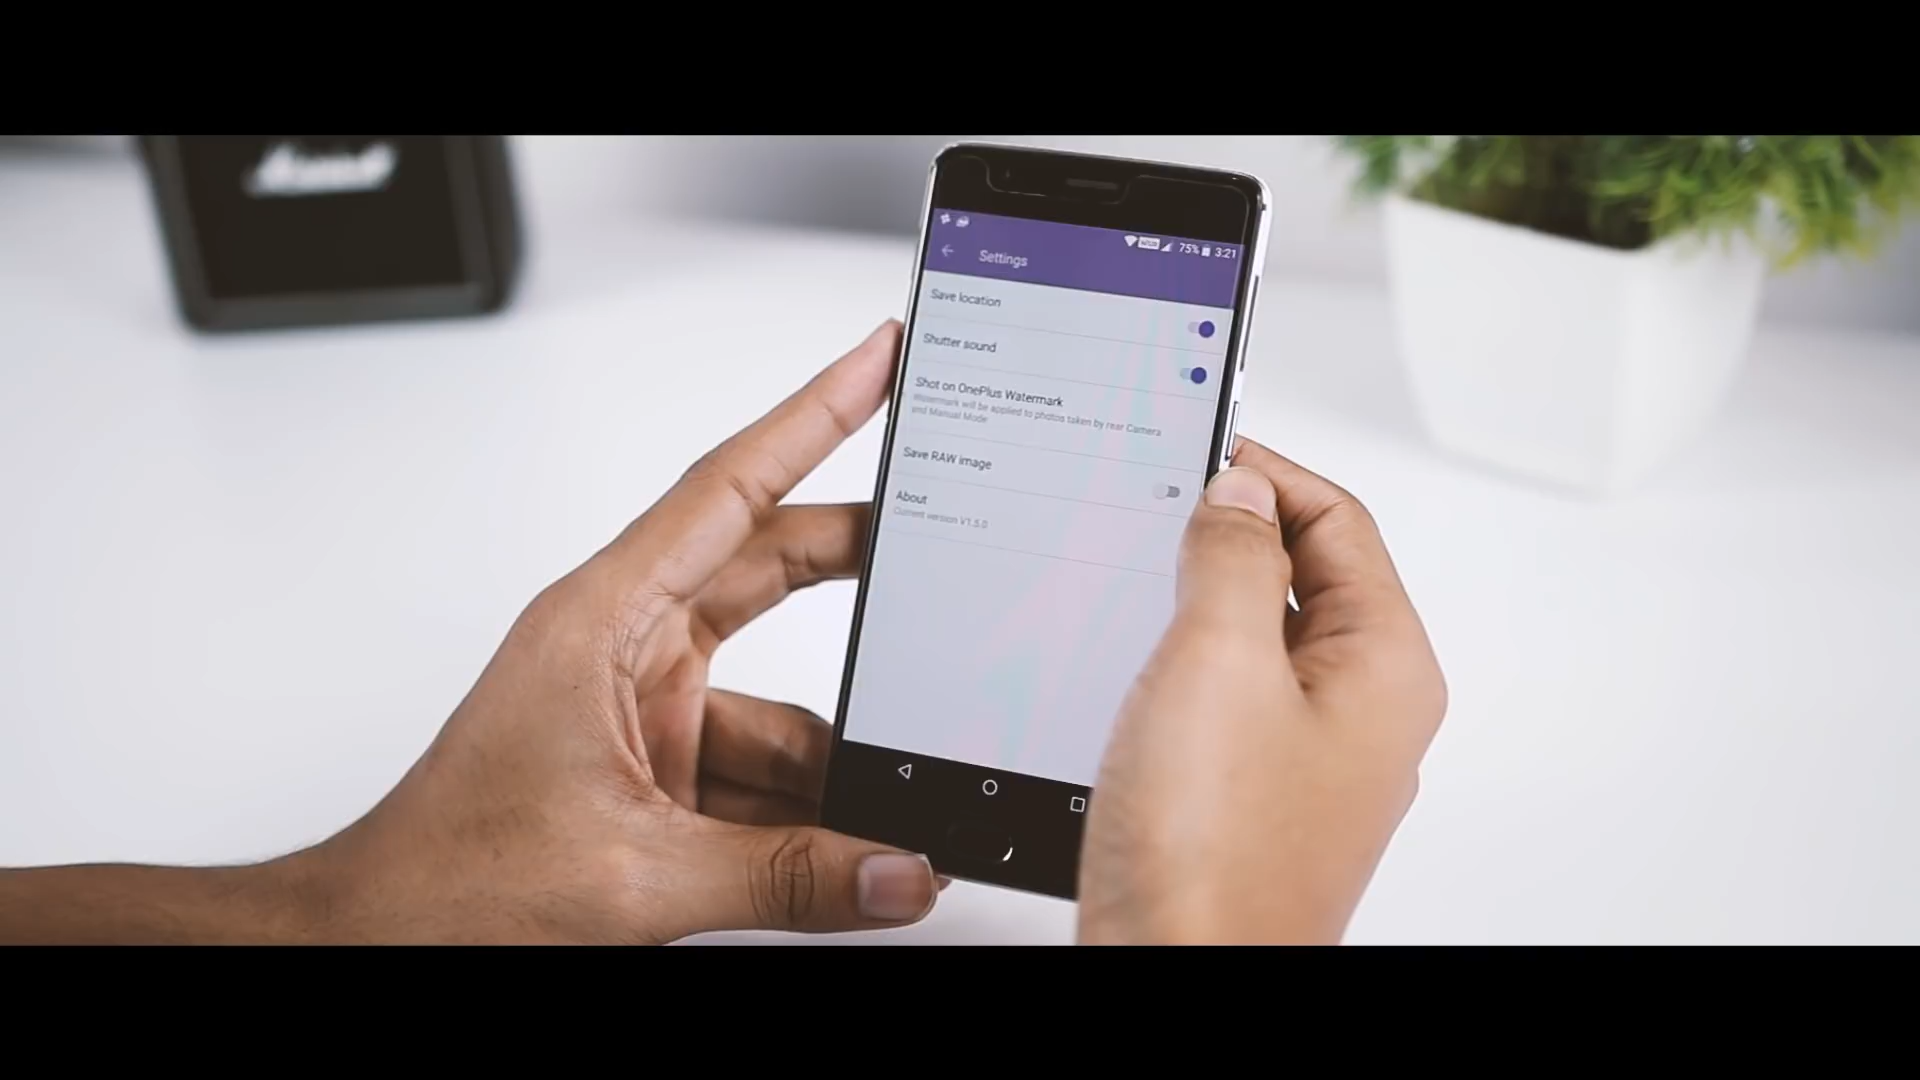 Marshall
75% 3:21
Settings
Save location
Shutter sound
Shot on OnePlus Watermark
Watermark will be applied to photos taken by rear Camera
and Manual Mode
Save RAW image
About
Current version V1.5.0